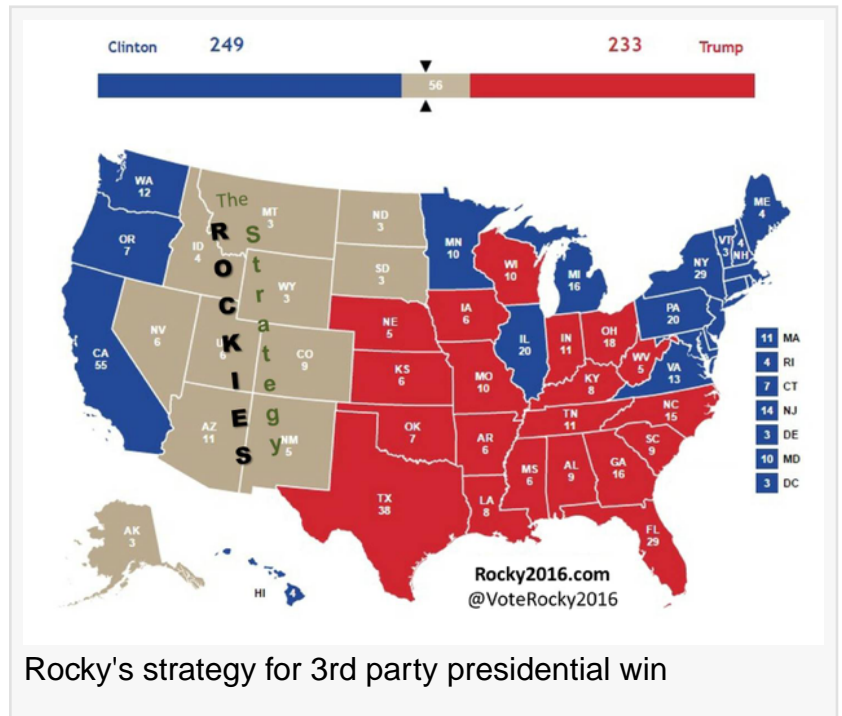 Clinton 249 233 Trump
56
WA
12
OR
7
CA
55
NV
6
ID
4
MT
3
WY
3
U
6
CO
9
AZ
11
NM
5
ND
3
SD
3
NE
5
KS
6
OK
7
TX
38
MN
10
IA
6
MO
10
AR
6
LA
8
WI
10
IL
20
MI
16
IN
11
OH
18
KY
8
TN
11
MS
6
AL
9
GA
16
FL
29
SC
9
NC
15
WV
5
VA
13
PA
20
NY
29
VT
3
4
NH
ME
4
AK
3
HI 4
The
ROCKIES
Strategy
11 MA
4 RI
7 CT
14 NJ
3 DE
10 MD
3 DC
Rocky2016.com
@VoteRocky2016
Rocky's strategy for 3rd party presidential win